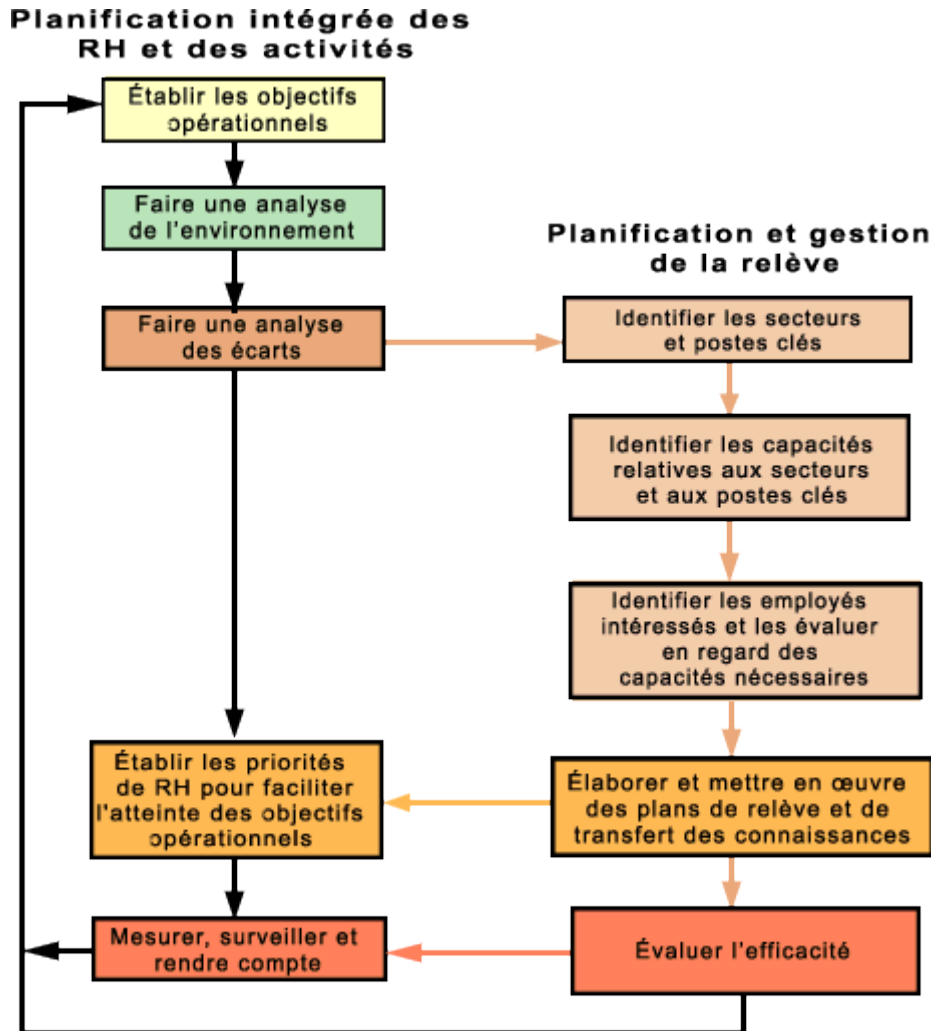 Planification intégrée des
RH et des activités
Établir les objectifs
opérationnels
Faire une analyse
de l'environnement
Faire une analyse
des écarts
Établir les priorités
de RH pour faciliter
l'atteinte des objectifs
opérationnels
Mesurer, surveiller et
rendre compte
Planification et gestion
de la relève
Identifier les secteurs
et postes clés
Identifier les capacités
relatives aux secteurs
et aux postes clés
Identifier les employés
intéressés et les évaluer
en regard des
capacités nécessaires
Élaborer et mettre en œuvre
des plans de relève et de
transfert des connaissances
Évaluer l'efficacité